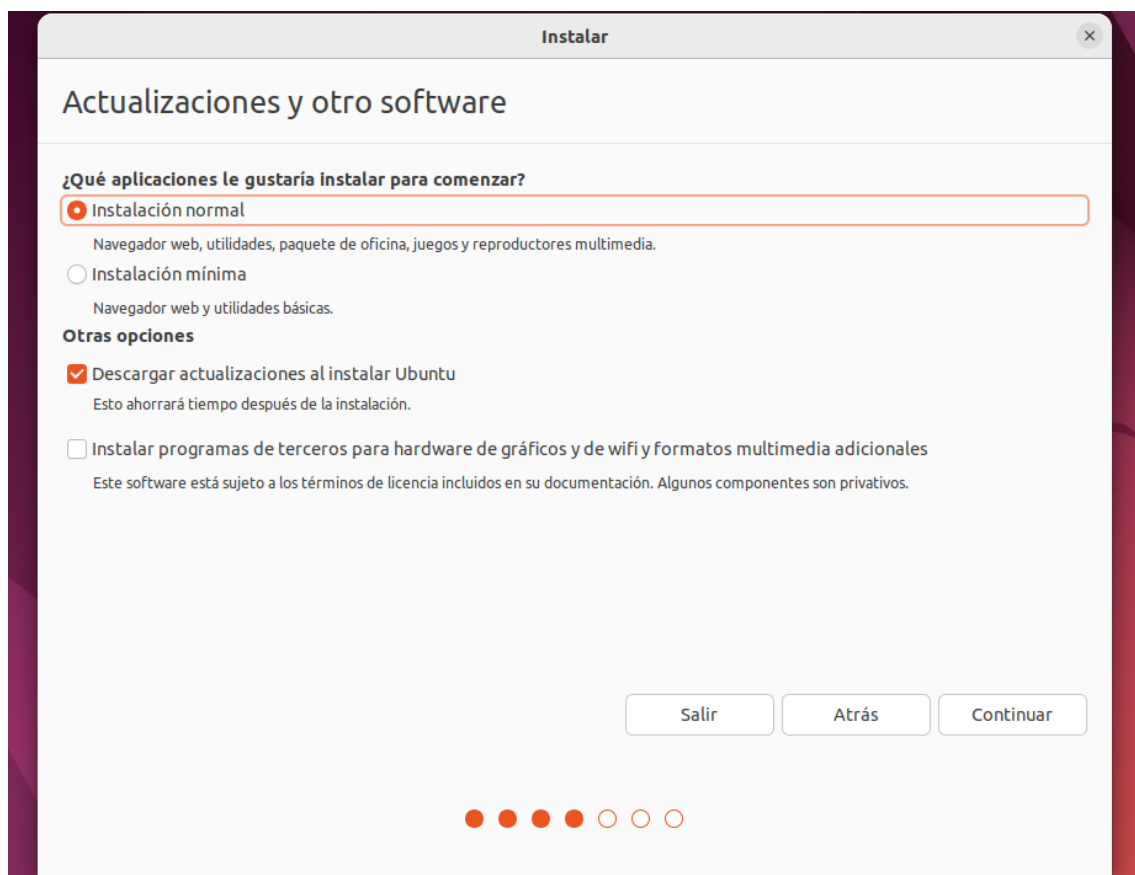 Instalar
Actualizaciones y otro software
¿Qué aplicaciones le gustaría instalar para comenzar?
Instalación normal
Navegador web, utilidades, paquete de oficina, juegos y reproductores multimedia.
Instalación mínima
Navegador web y utilidades básicas.
Otras opciones
Descargar actualizaciones al instalar Ubuntu
Esto ahorrará tiempo después de la instalación.
Instalar programas de terceros para hardware de gráficos y de wifi y formatos multimedia adicionales
Este software está sujeto a los términos de licencia incluidos en su documentación. Algunos componentes son privativos.
Salir Atrás Continuar